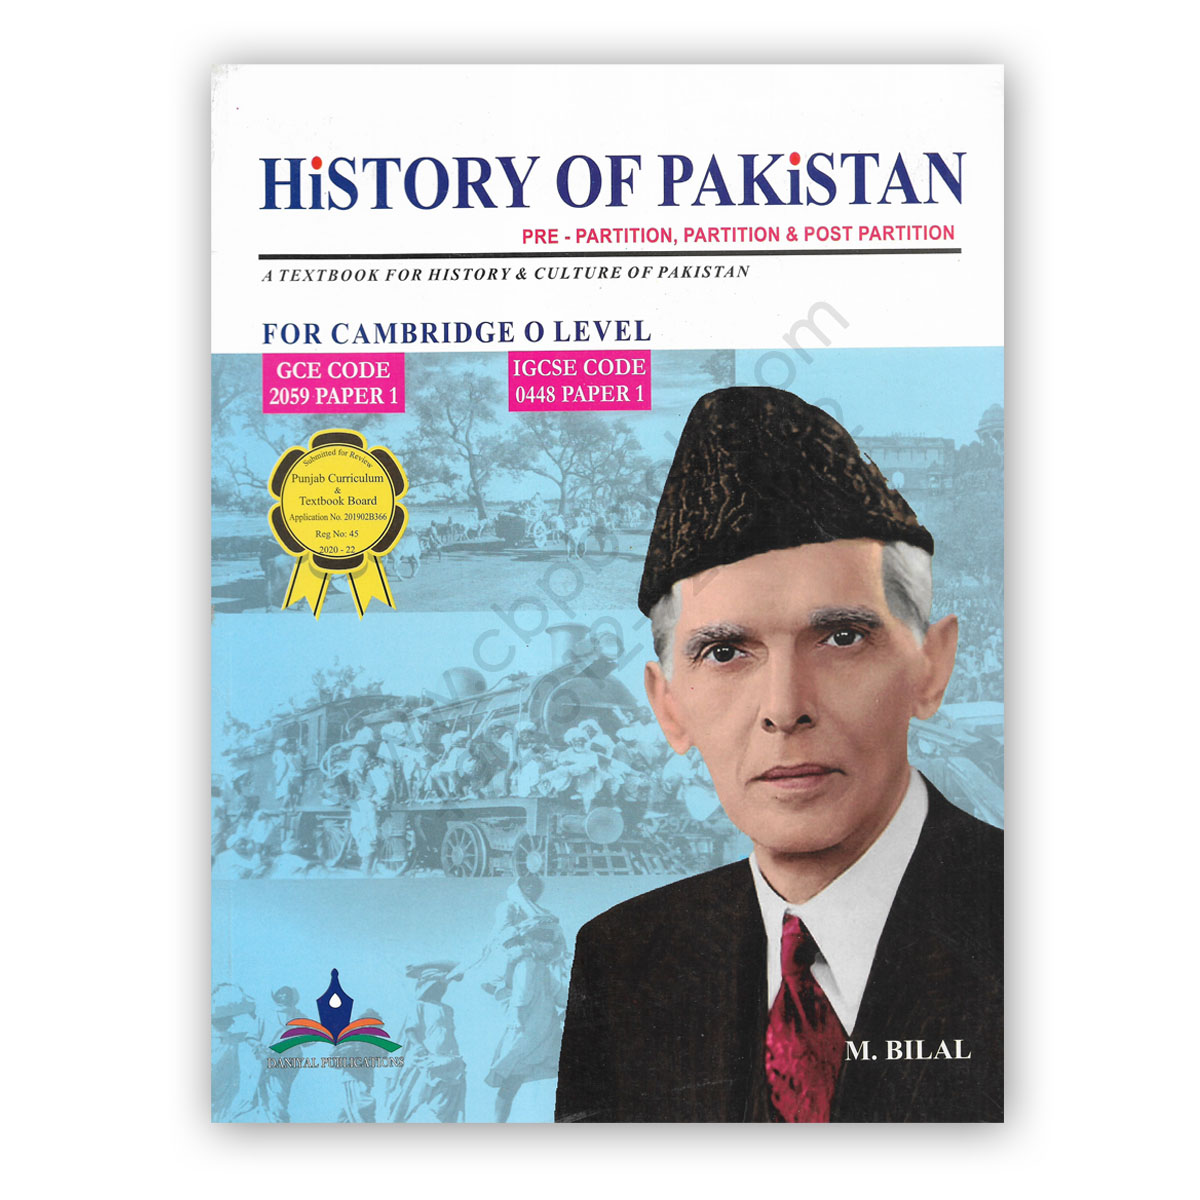 HiSTORY OF PAKiSTAN
PRE - PARTITION, PARTITION & POST PARTITION
A TEXTBOOK FOR HISTORY & CULTURE OF PAKISTAN
FOR CAMBRIDGE O LEVEL
GCE CODE
2059 PAPER 1
IGCSE CODE
0448 PAPER 1
Submitted for Review
Punjab Curriculum
&
Textbook Board
Application No. 201902B366
Reg No: 45
2020 - 22
DANIYAL PUBLICATIONS
M. BILAL